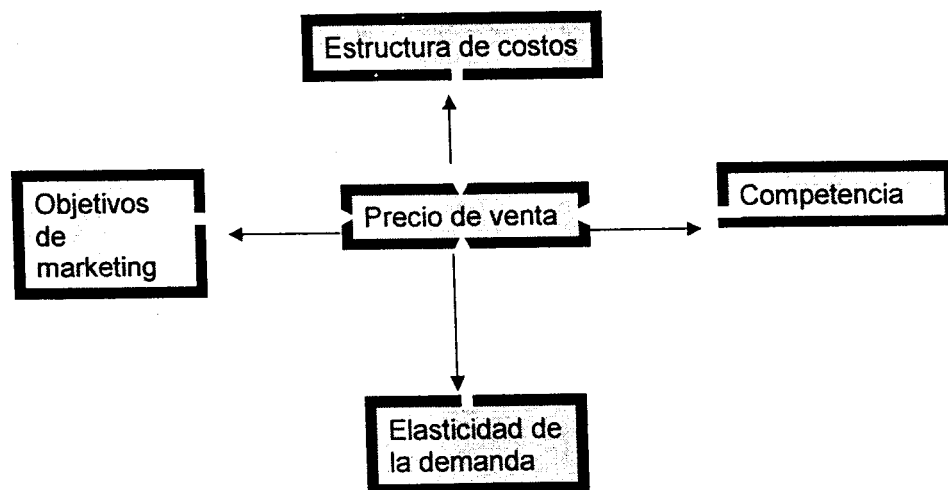 Estructura de costos
Objetivos
de
marketing
Precio de venta
Competencia
Elasticidad de
la demanda